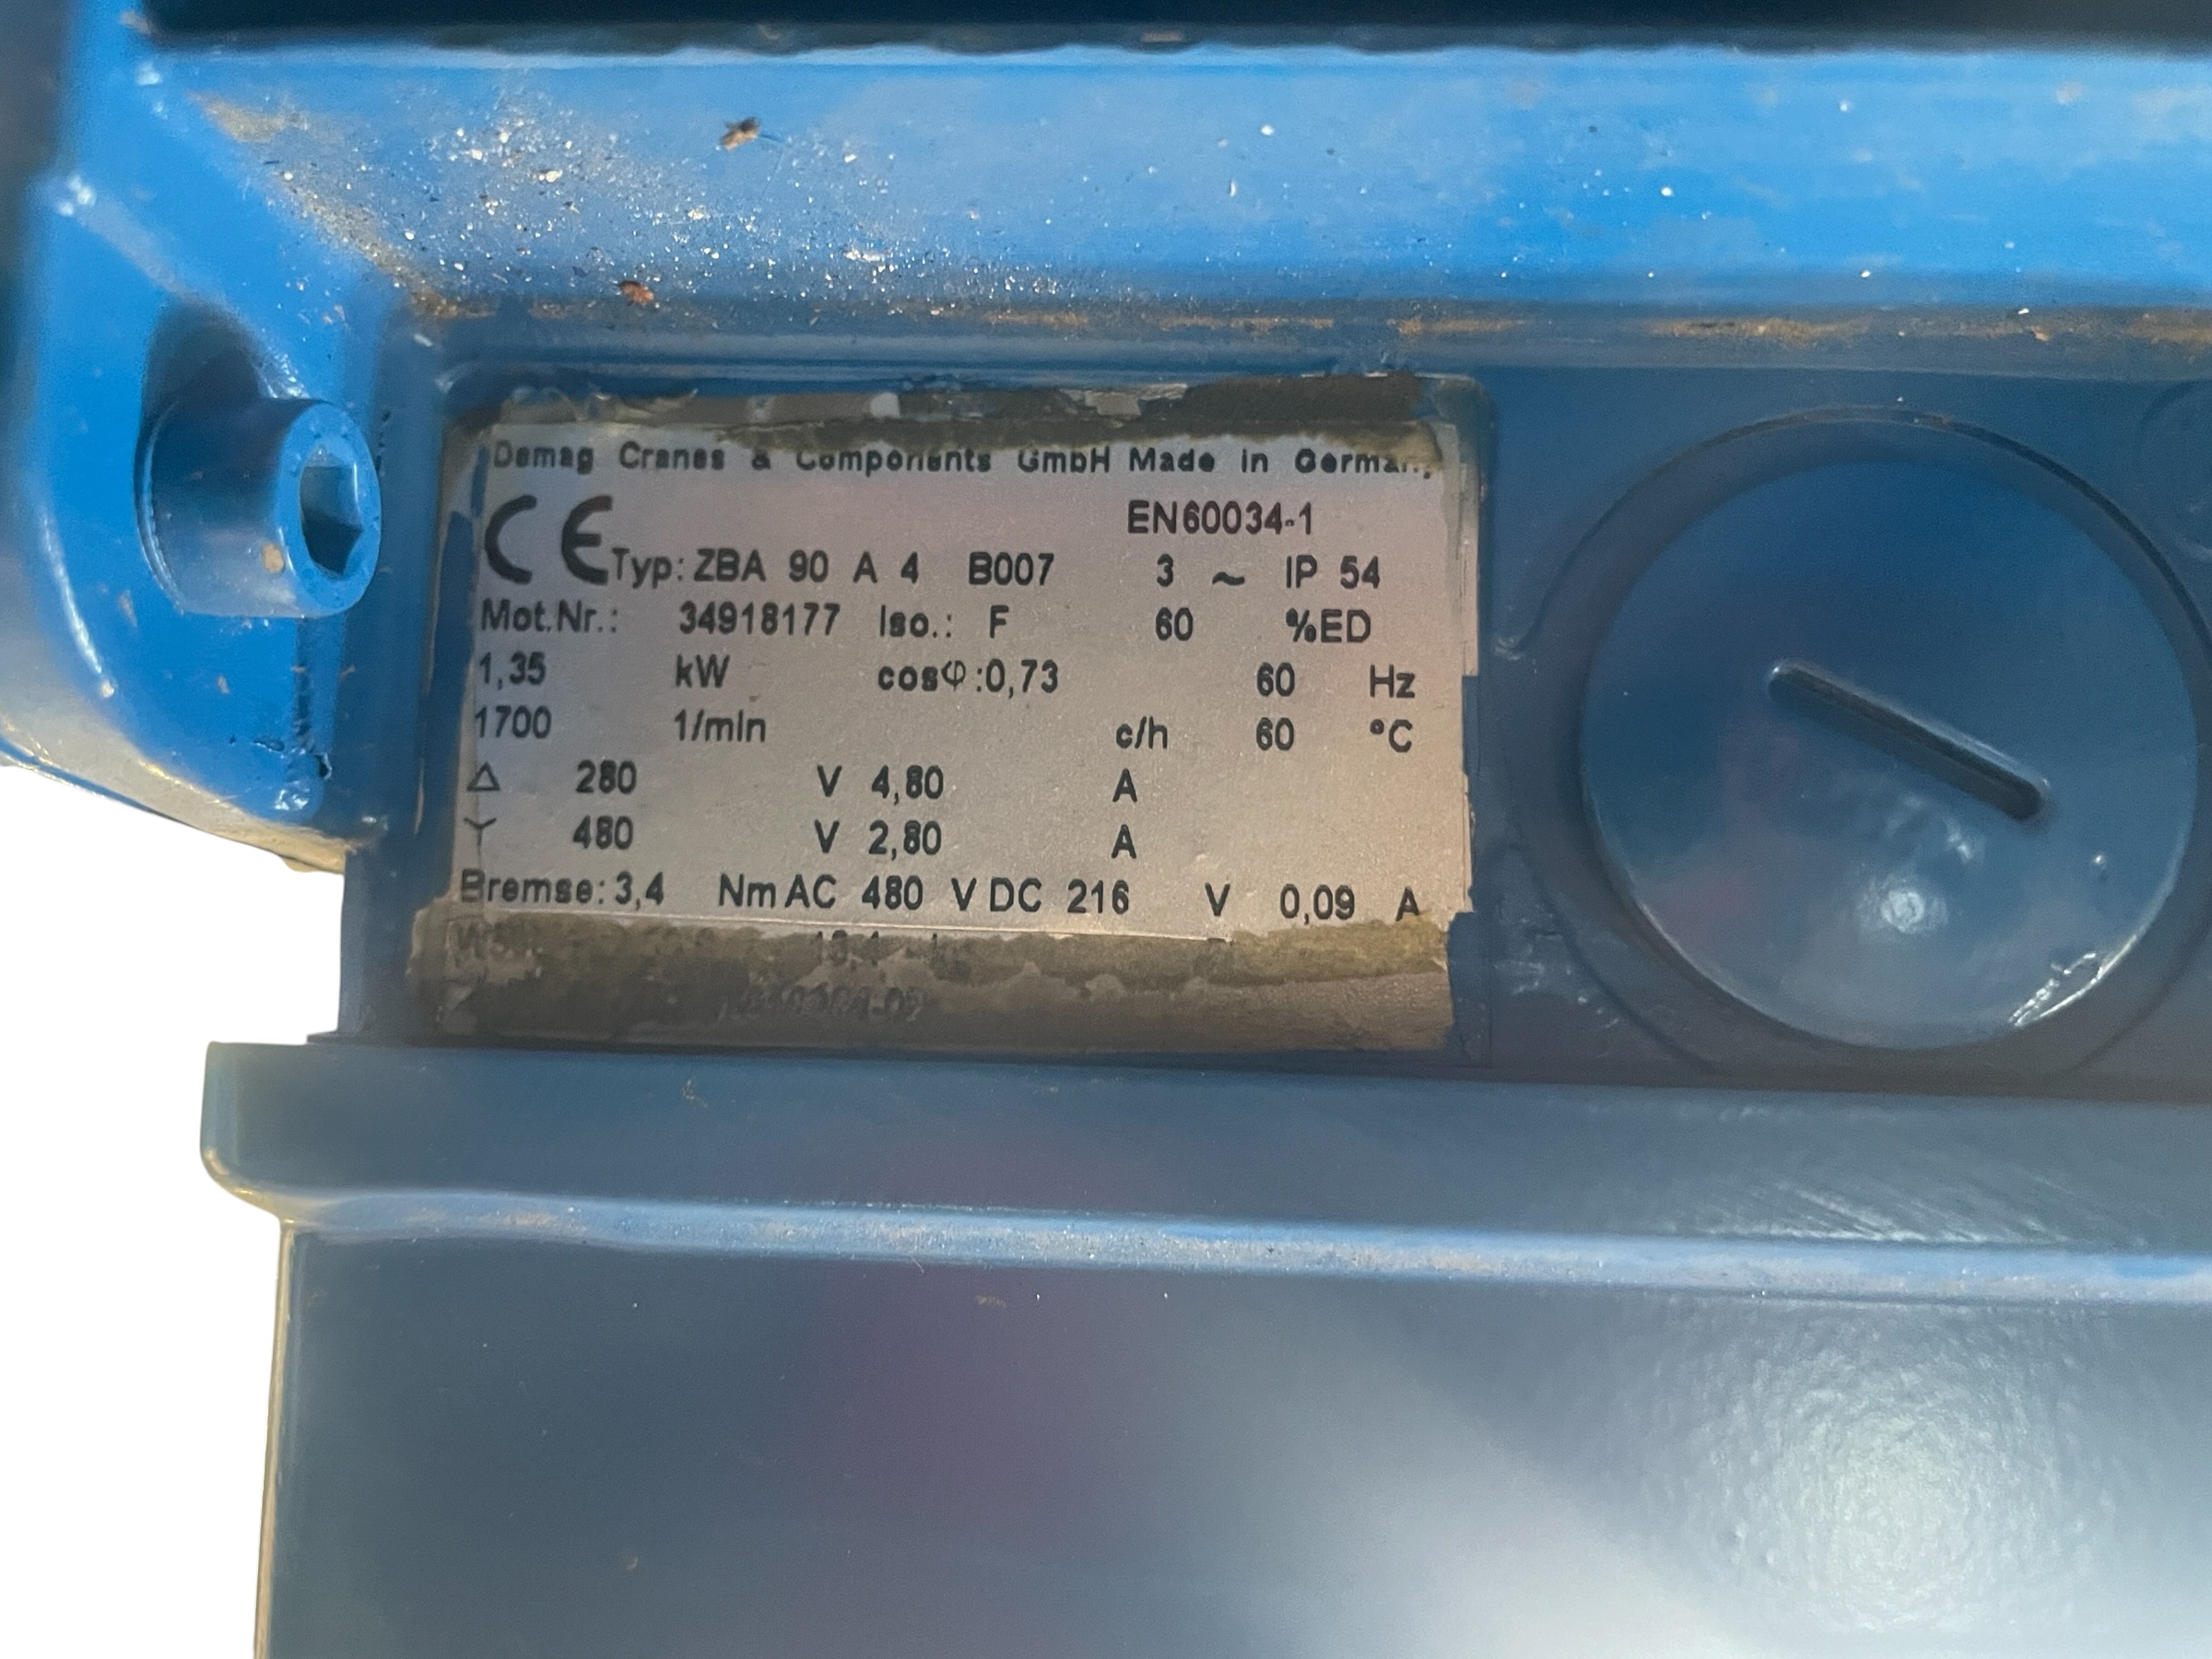 Demag Cranes & Components GmbH Made in
CE EN60034-1
Typ: ZBA 90 A 4 B007 3 ~ IP 54
Mot.Nr.: 34918177 Iso.: F 60 %ED
1,35 kW cosφ:0,73 60 Hz
1700 1/min c/h 60 °C
Δ 280 V 4,80 A
Y 480 V 2,80 A
Bremse: 3,4 Nm AC 480 V DC 216 V 0,09 A